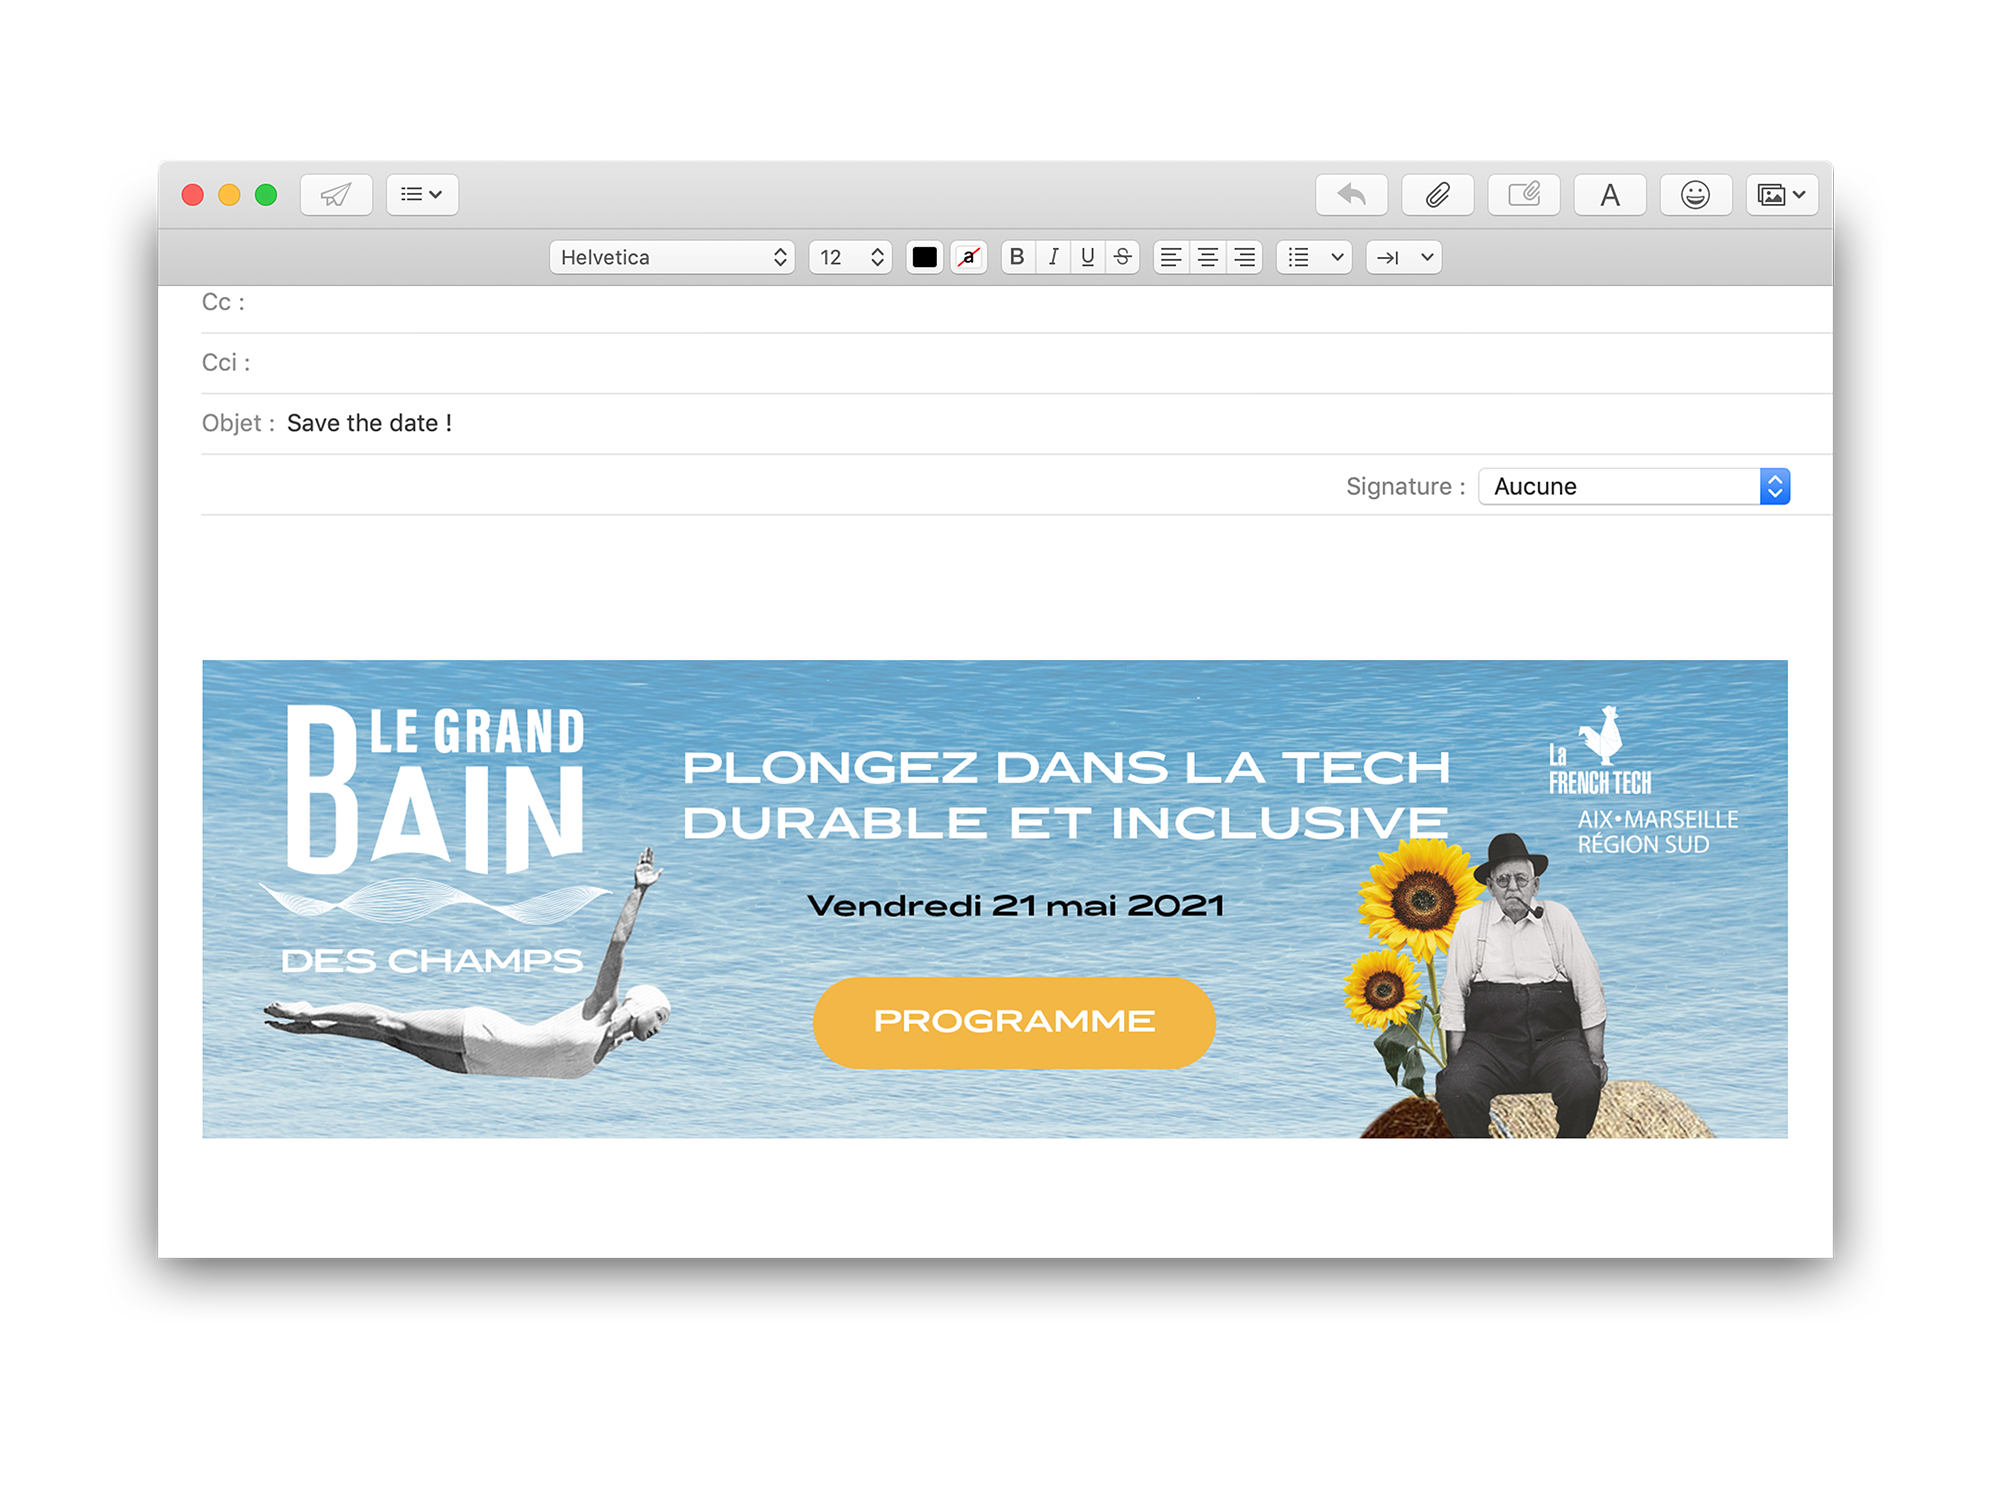 A
Helvetica
12
a
B I U S
Cc :
Cci :
Objet : Save the date !
Signature : Aucune
LE GRAND
BAIN
DES CHAMPS
PLONGEZ DANS LA TECH
DURABLE ET INCLUSIVE
Vendredi 21 mai 2021
PROGRAMME
La
FRENCH TECH
AIX•MARSEILLE
RÉGION SUD